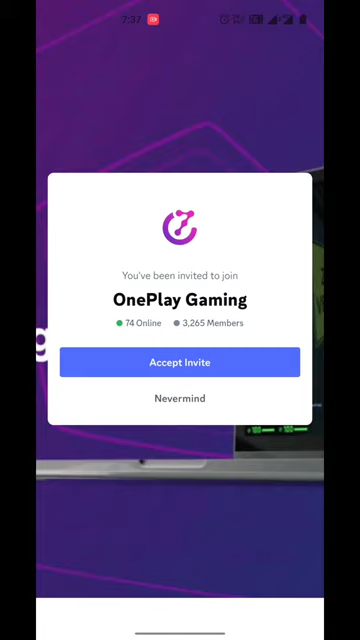 7:37
You've been invited to join
OnePlay Gaming
74 Online 3,265 Members
g
Accept Invite
Nevermind